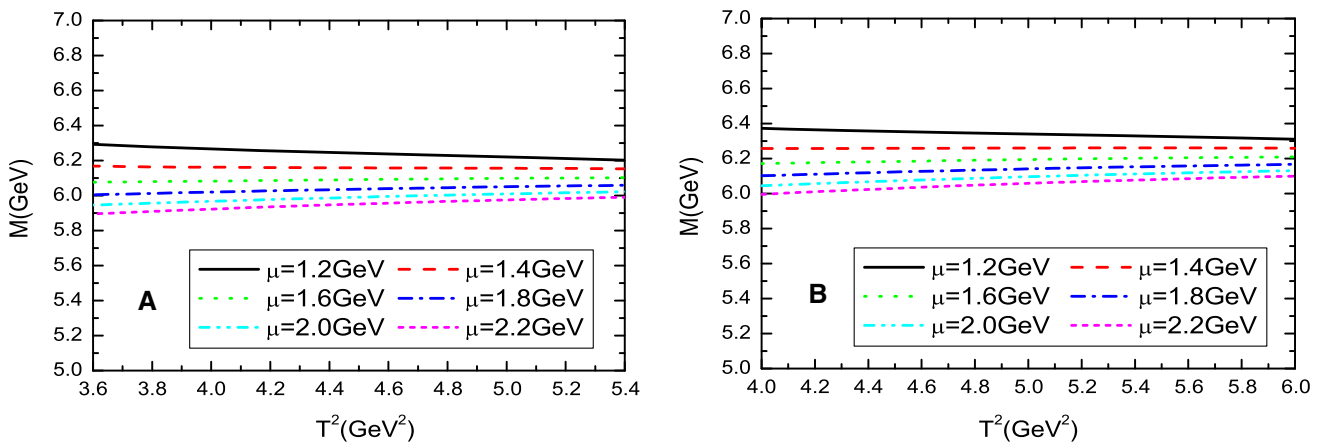 7.0
6.8
6.6
6.4
6.2
6.0
5.8
5.6
5.4
5.2
5.0
M(GeV)
μ=1.2GeV μ=1.4GeV
μ=1.6GeV μ=1.8GeV
μ=2.0GeV μ=2.2GeV
A
3.6 3.8 4.0 4.2 4.4 4.6 4.8 5.0 5.2 5.4
T²(GeV²)
7.0
6.8
6.6
6.4
6.2
6.0
5.8
5.6
5.4
5.2
5.0
M(GeV)
μ=1.2GeV μ=1.4GeV
μ=1.6GeV μ=1.8GeV
μ=2.0GeV μ=2.2GeV
B
4.0 4.2 4.4 4.6 4.8 5.0 5.2 5.4 5.6 5.8 6.0
T²(GeV²)